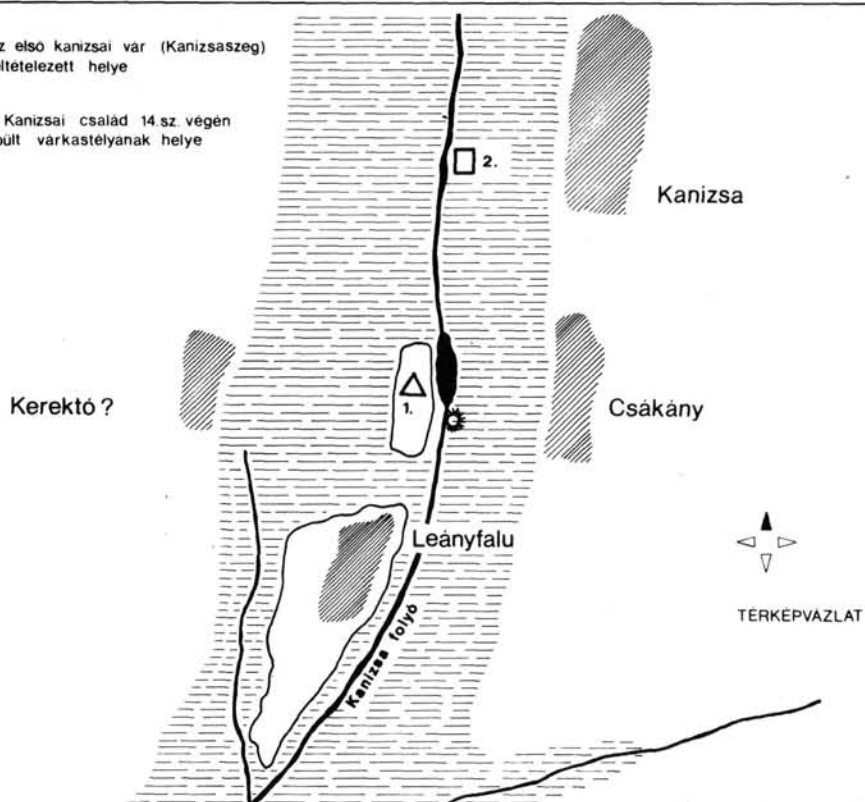 z első kanizsai vár (Kanizsaszeg)
ltételezett helye
Kanizsai család 14.sz. végén
pült várkastélyának helye
2.
Kanizsa
Kerektó ?
1.
Csákány
Leányfalu
Kanizsa folyó
TÉRKÉPVÁZLAT